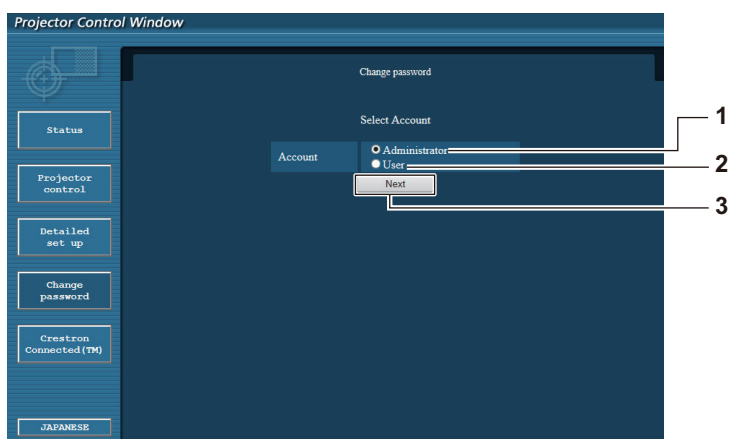 Projector Control Window
Change password
Select Account
Account
Administrator
User
Next
Status
Projector
control
Detailed
set up
Change
password
Crestron
Connected(TM)
JAPANESE
1
2
3